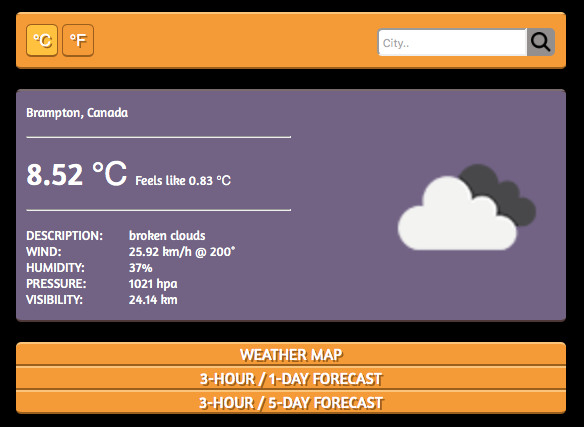 °C °F City..
Brampton, Canada
8.52 °C Feels like 0.83 °C
DESCRIPTION: broken clouds
WIND: 25.92 km/h @ 200°
HUMIDITY: 37%
PRESSURE: 1021 hpa
VISIBILITY: 24.14 km
WEATHER MAP
3-HOUR / 1-DAY FORECAST
3-HOUR / 5-DAY FORECAST